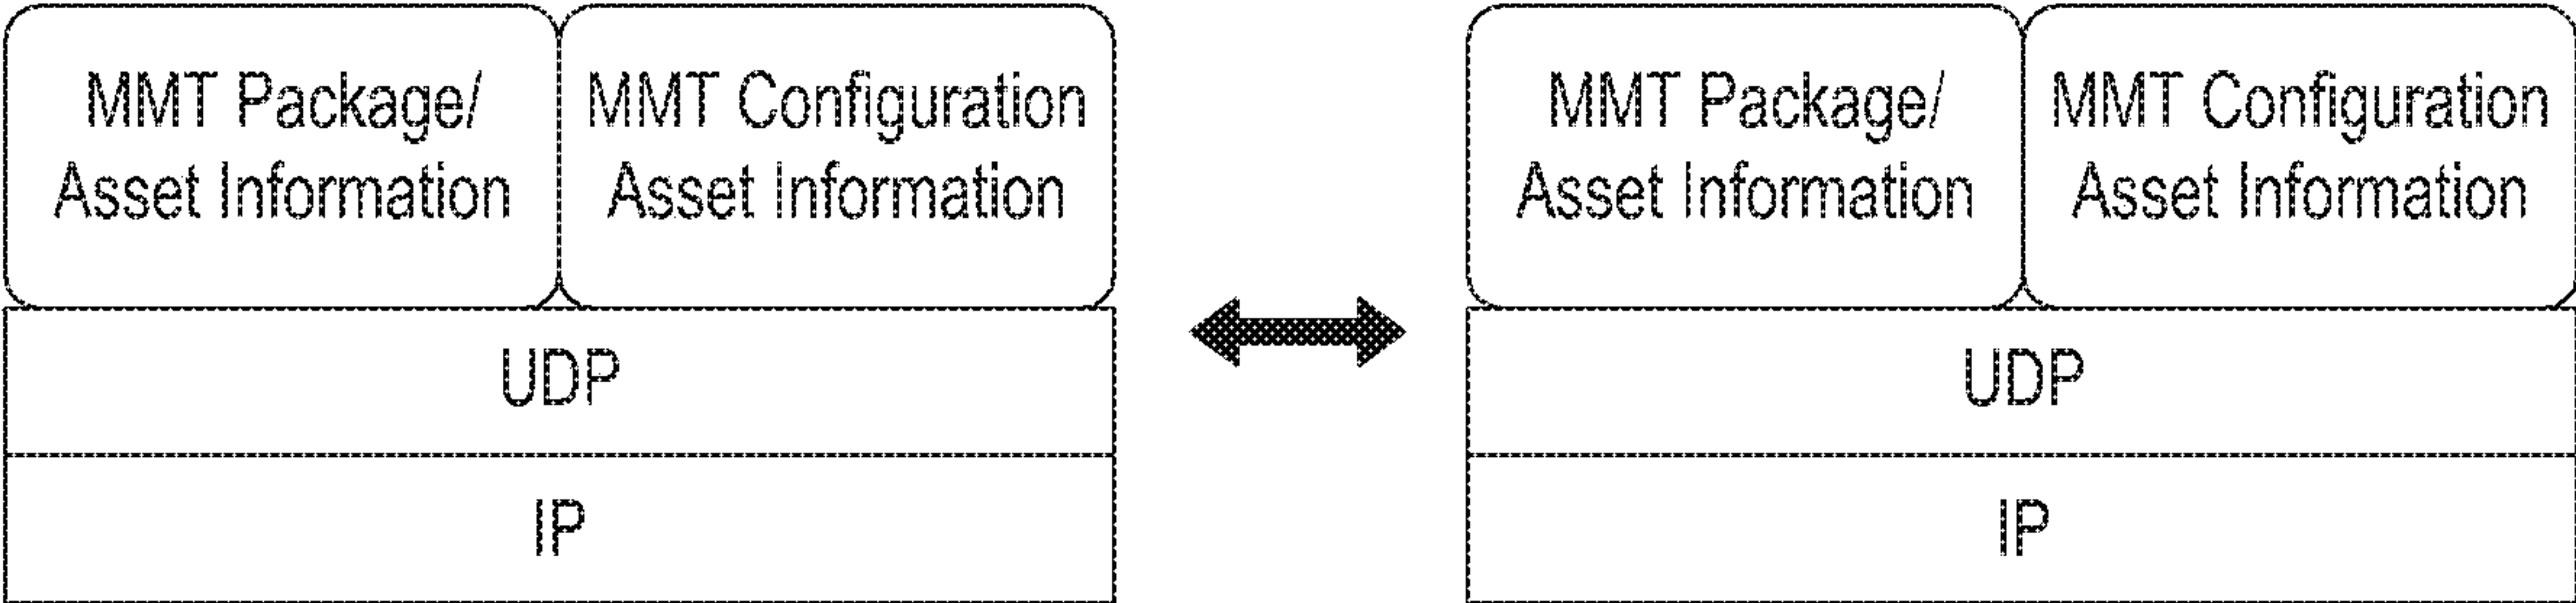 MMT Package/
Asset Information
MMT Configuration
Asset Information
UDP
IP
MMT Package/
Asset Information
MMT Configuration
Asset Information
UDP
IP